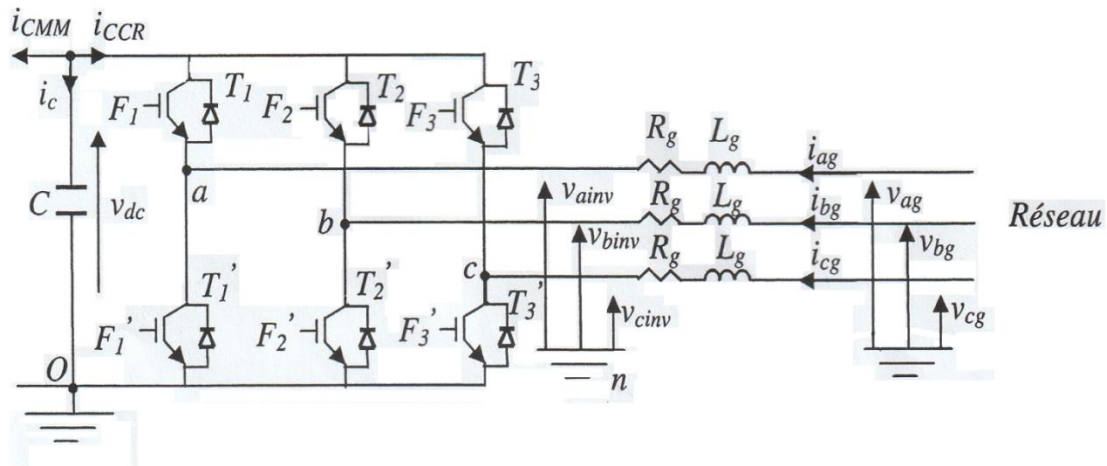 i_CMM i_CCR
i_c
F_1 T_1
F_2 T_2
F_3 T_3
C
v_dc
a
b
c
R_g L_g i_ag
R_g L_g i_bg
R_g L_g i_cg
v_ainv
v_binv
v_cinv
v_ag
v_bg
v_cg
Réseau
F_1' T_1'
F_2' T_2'
F_3' T_3'
O
n